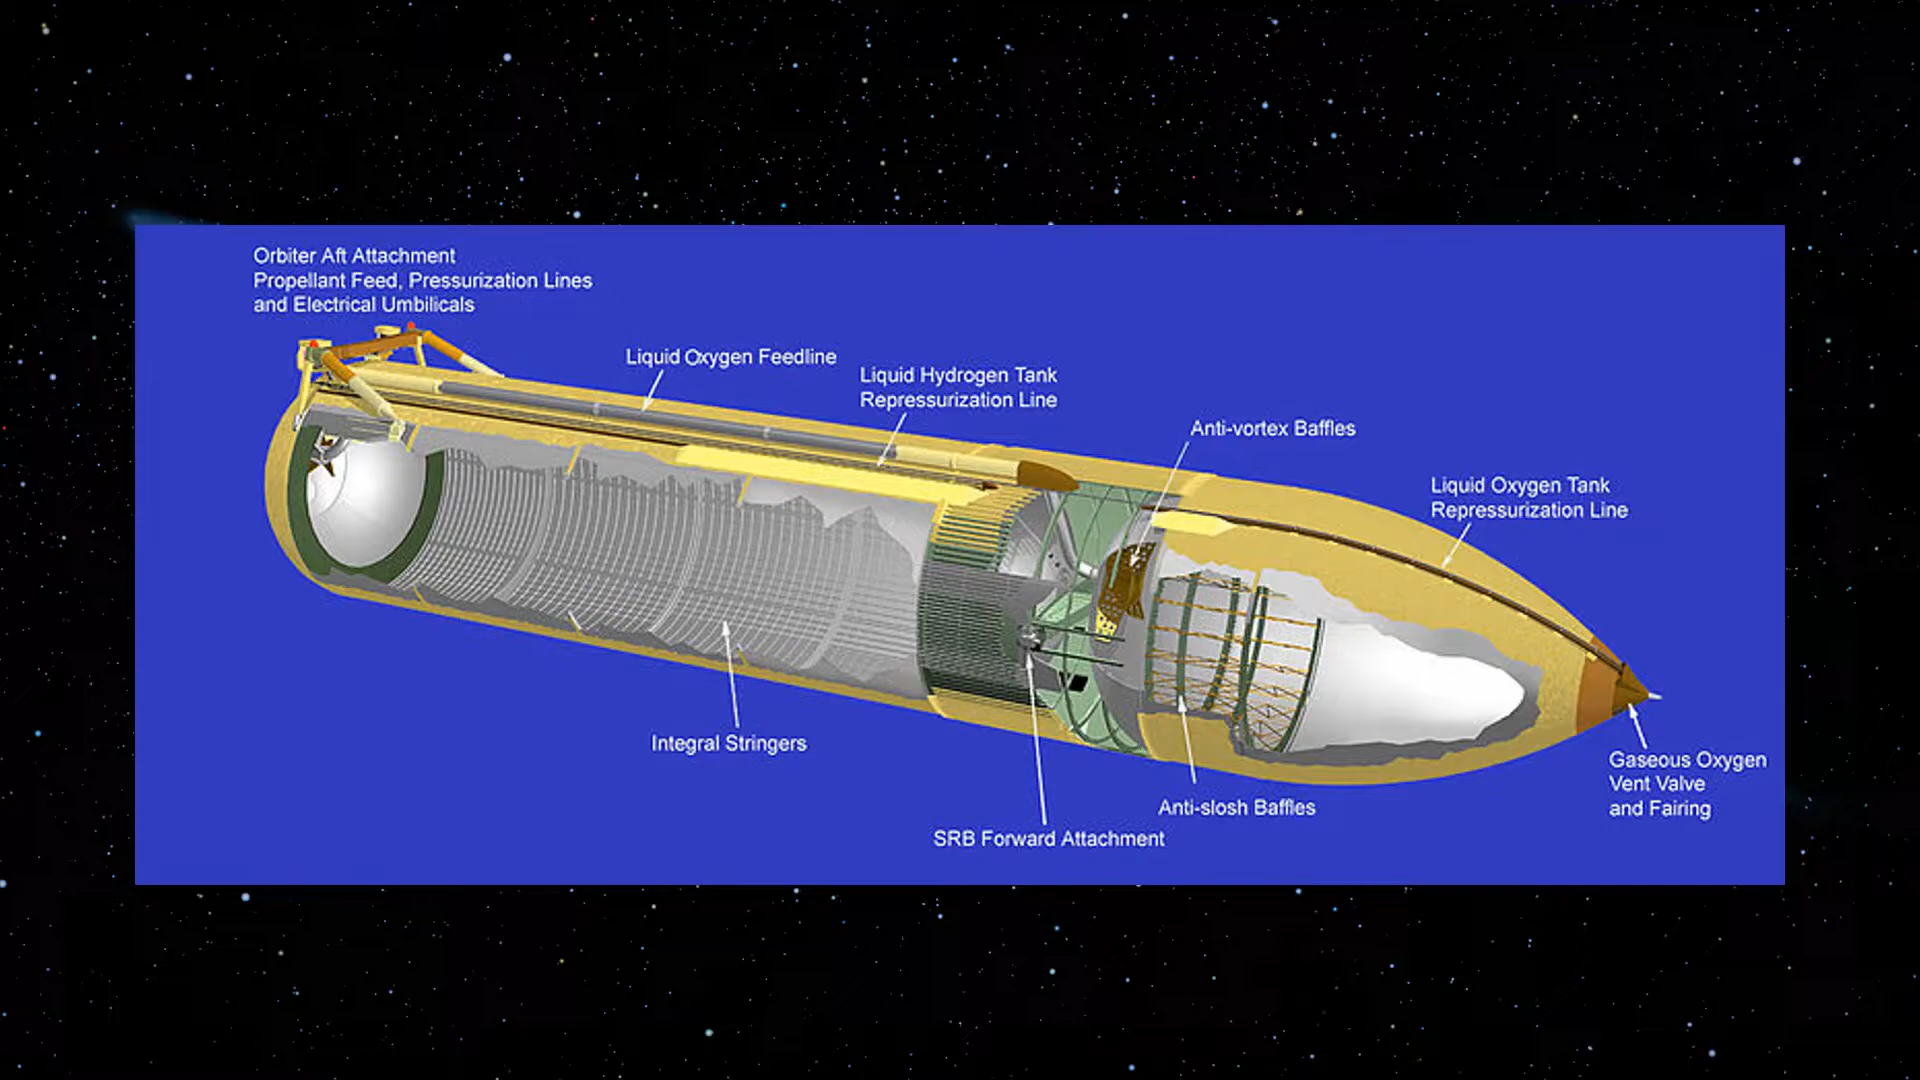 Orbiter Aft Attachment
Propellant Feed, Pressurization Lines
and Electrical Umbilicals
Liquid Oxygen Feedline
Liquid Hydrogen Tank
Repressurization Line
Anti-vortex Baffles
Liquid Oxygen Tank
Repressurization Line
Integral Stringers
SRB Forward Attachment
Anti-slosh Baffles
Gaseous Oxygen
Vent Valve
and Fairing